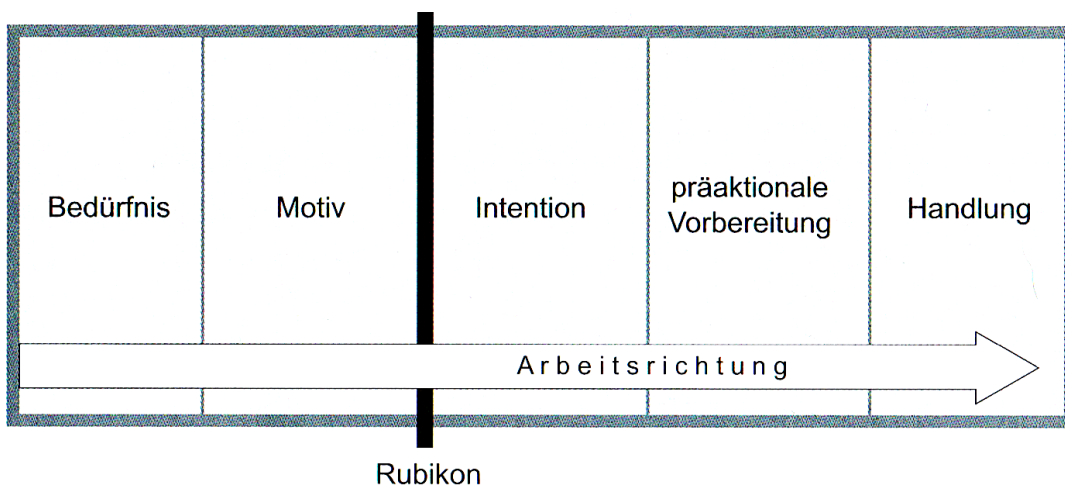 Bedürfnis
Motiv
Intention
präaktionale
Vorbereitung
Handlung
Arbeitsrichtung
Rubikon